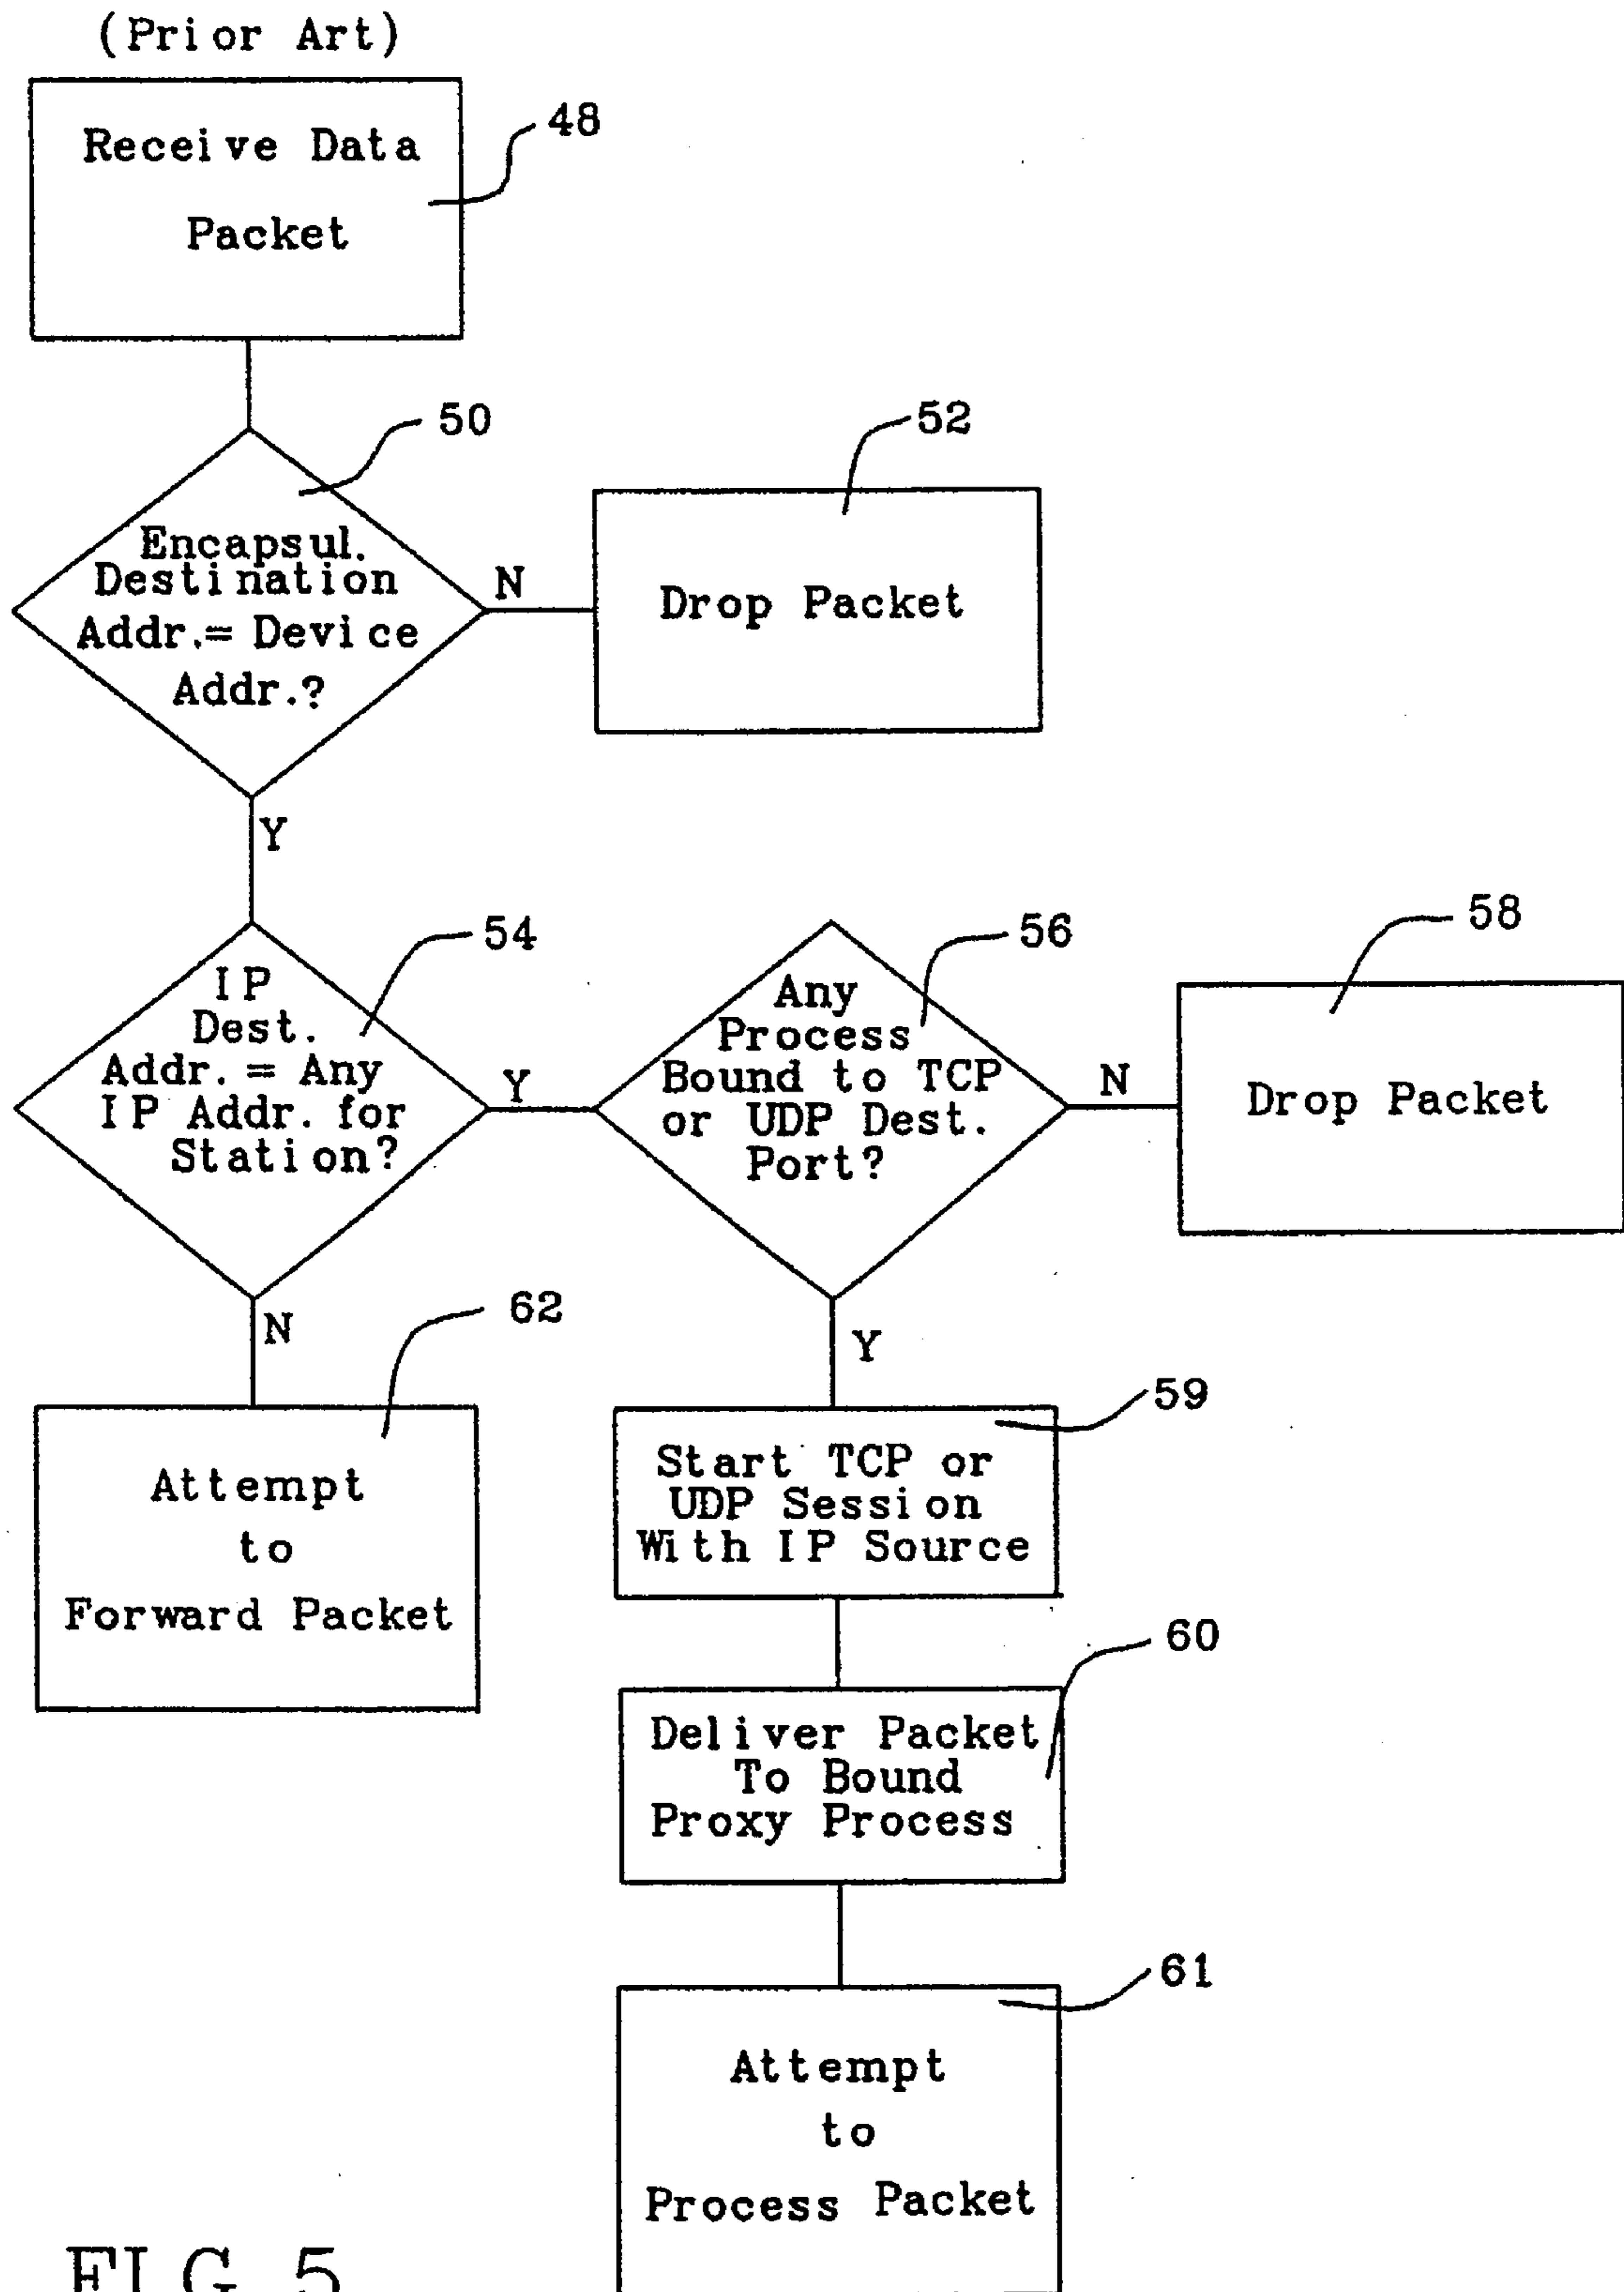 (Prior Art)
Receive Data
Packet
48
50
Encapsul.
Destination
Addr.= Device
Addr.?
N
52
Drop Packet
Y
54
IP
Dest.
Addr. = Any
IP Addr. for
Station?
Y
56
Any
Process
Bound to TCP
or UDP Dest.
Port?
N
58
Drop Packet
N
62
Attempt
to
Forward Packet
Y
59
Start TCP or
UDP Session
With IP Source
60
Deliver Packet
To Bound
Proxy Process
61
Attempt
to
Process Packet
FIG 5